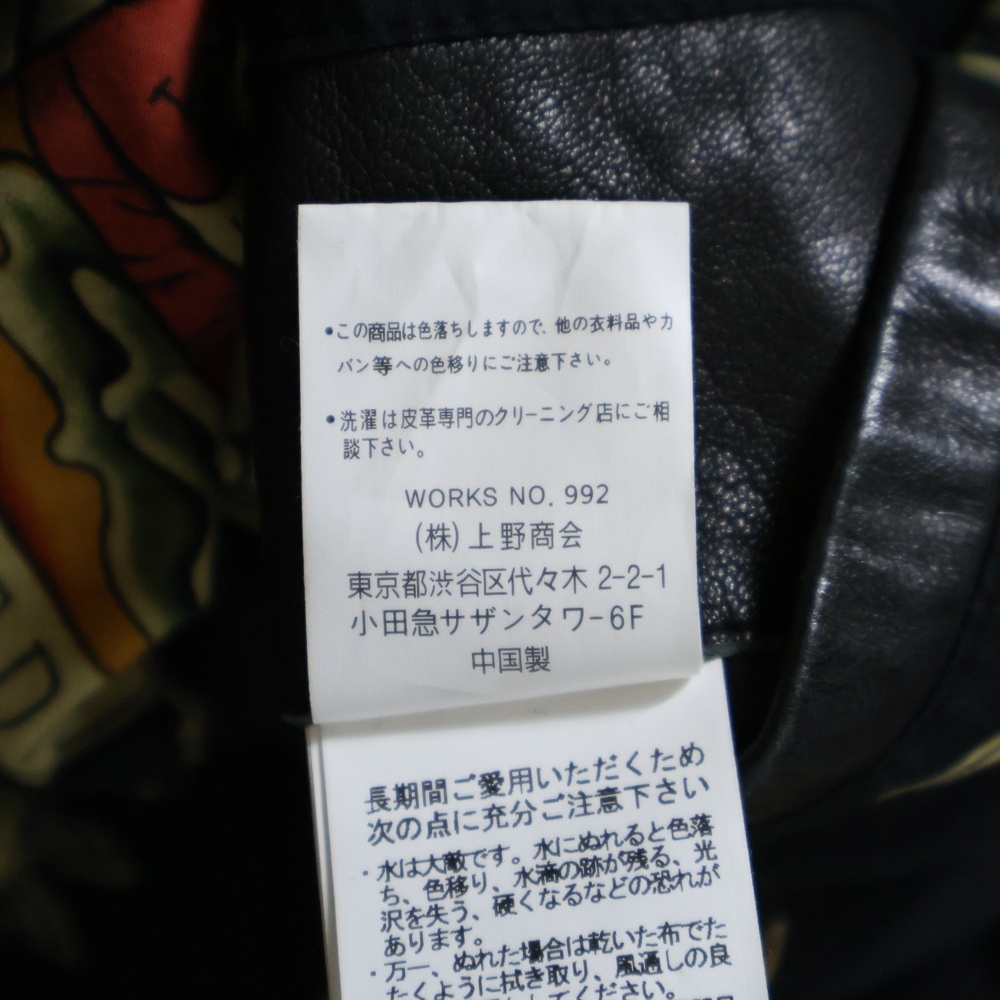 •この商品は色落ちしますので、他の衣料品やカ
バン等への色移りにご注意下さい。
•洗濯は皮革専門のクリーニング店にご相
談下さい。
WORKS NO. 992
(株)上野商会
東京都渋谷区代々木 2-2-1
小田急サザンタワー6F
中国製
長期間ご愛用いただくため
次の点に充分ご注意下さい
・水は大敵です。水にぬれると色落
ち、色移り、水滴の跡が残る、光
沢を失う、硬くなるなどの恐れが
あります。
・万一、ぬれた場合は乾いた布でた
たくように拭き取り、風通しの良